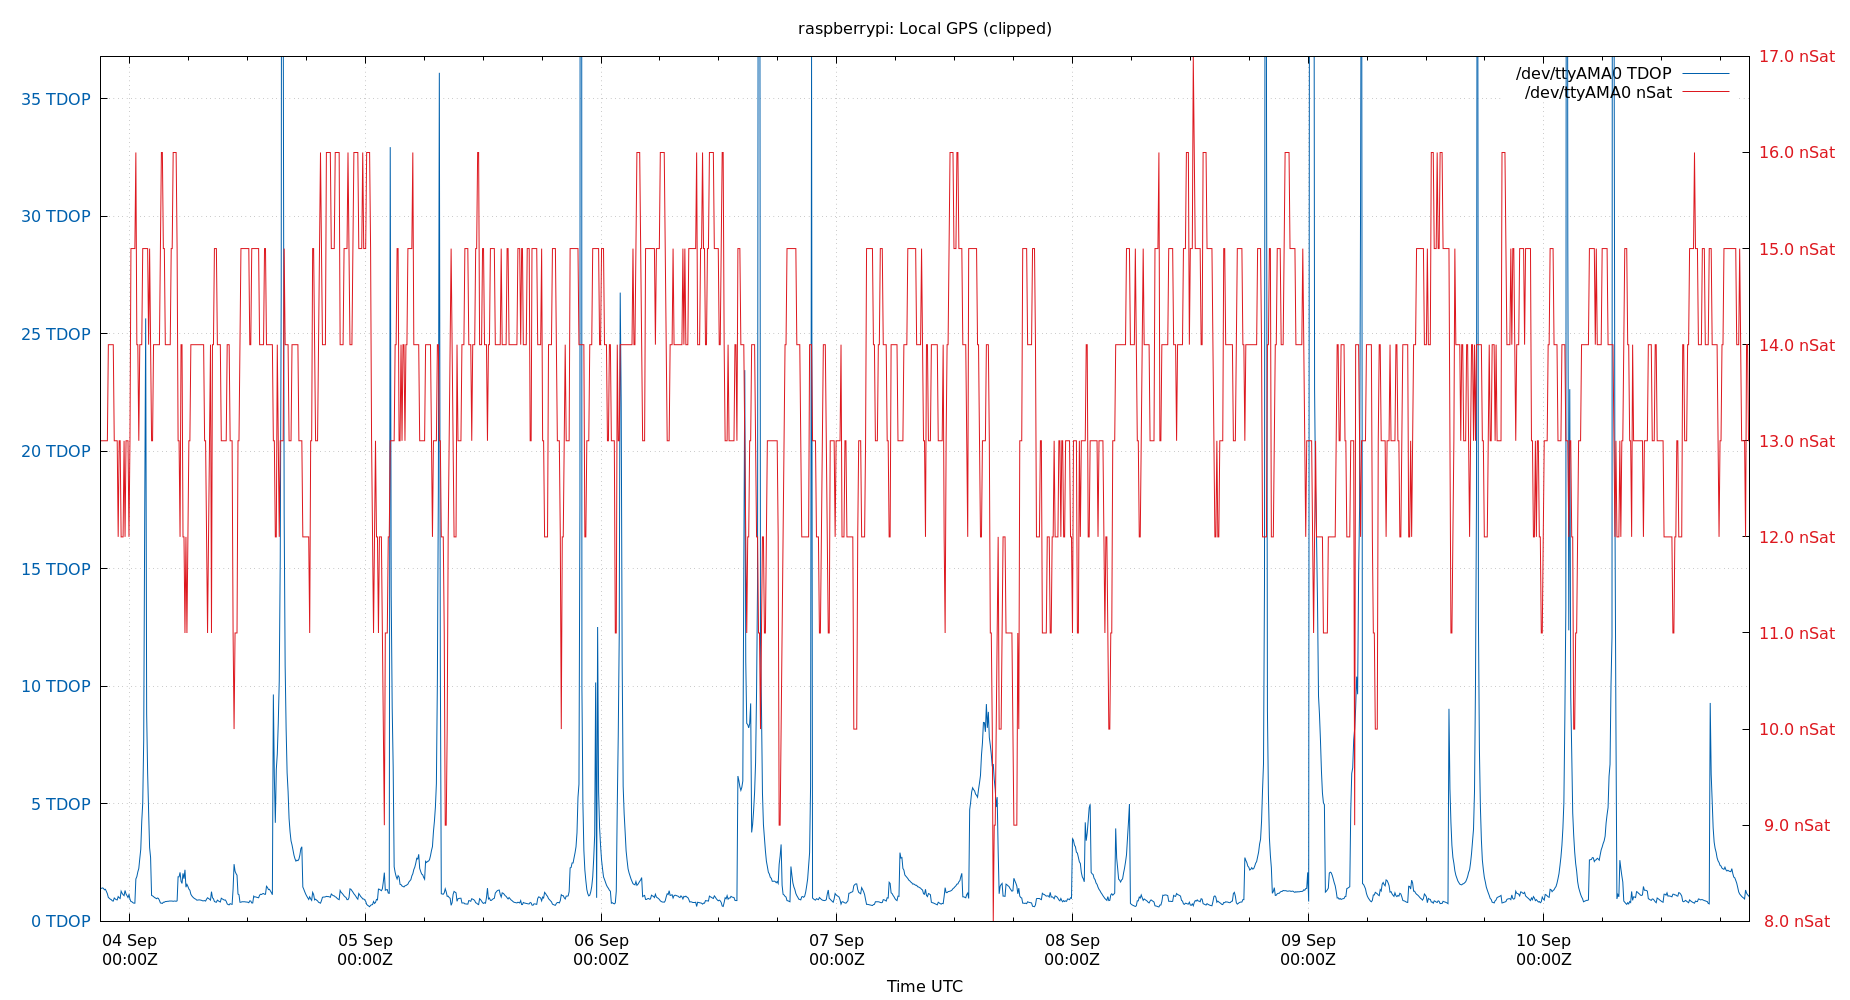 raspberrypi: Local GPS (clipped)
/dev/ttyAMA0 TDOP
/dev/ttyAMA0 nSat
35 TDOP
30 TDOP
25 TDOP
20 TDOP
15 TDOP
10 TDOP
5 TDOP
0 TDOP
17.0 nSat
16.0 nSat
15.0 nSat
14.0 nSat
13.0 nSat
12.0 nSat
11.0 nSat
10.0 nSat
9.0 nSat
8.0 nSat
04 Sep
00:00Z
05 Sep
00:00Z
06 Sep
00:00Z
07 Sep
00:00Z
08 Sep
00:00Z
09 Sep
00:00Z
10 Sep
00:00Z
Time UTC